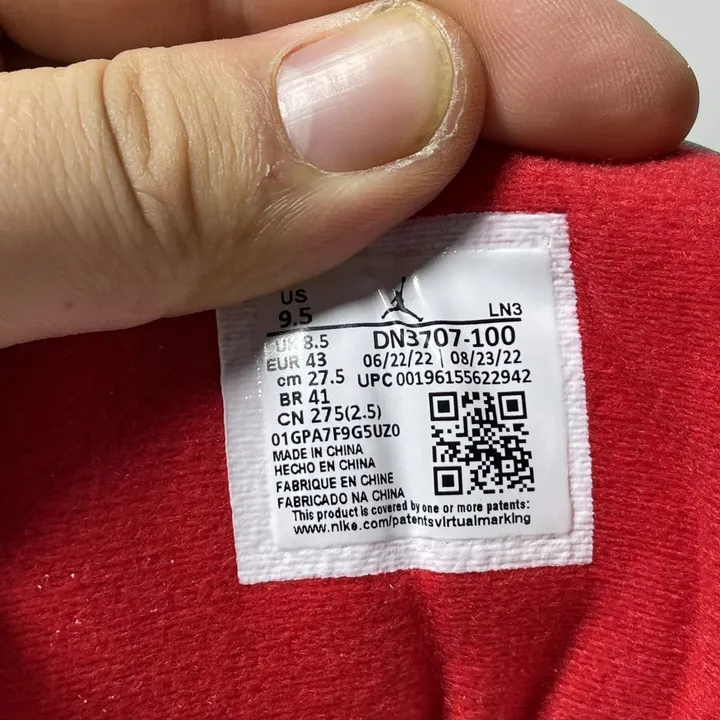 US
9.5
LN3
UK 8.5
DN3707-100
EUR 43
06/22/22 | 08/23/22
cm 27.5
UPC 00196155622942
BR 41
CN 275(2.5)
01GPA7F9G5UZ0
MADE IN CHINA
HECHO EN CHINA
FABRIQUE EN CHINE
FABRICADO NA CHINA
This product is covered by one or more patents:
www.nike.com/patentsvirtualmarking